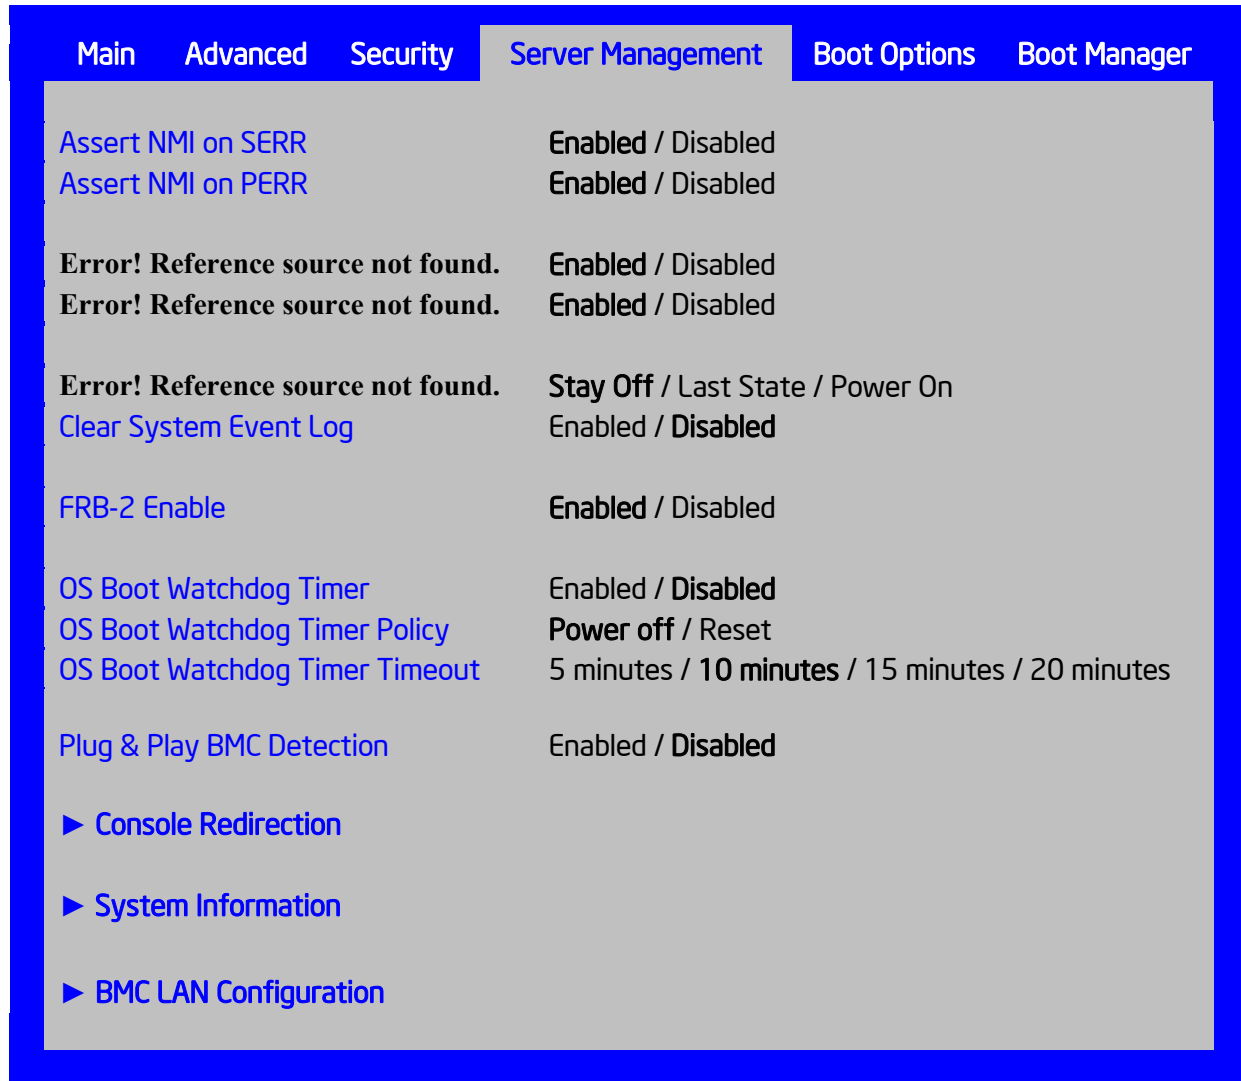 Main Advanced Security Server Management Boot Options Boot Manager
Assert NMI on SERR Enabled / Disabled
Assert NMI on PERR Enabled / Disabled
Error! Reference source not found. Enabled / Disabled
Error! Reference source not found. Enabled / Disabled
Error! Reference source not found. Stay Off / Last State / Power On
Clear System Event Log Enabled / Disabled
FRB-2 Enable Enabled / Disabled
OS Boot Watchdog Timer Enabled / Disabled
OS Boot Watchdog Timer Policy Power off / Reset
OS Boot Watchdog Timer Timeout 5 minutes / 10 minutes / 15 minutes / 20 minutes
Plug & Play BMC Detection Enabled / Disabled
► Console Redirection
► System Information
► BMC LAN Configuration